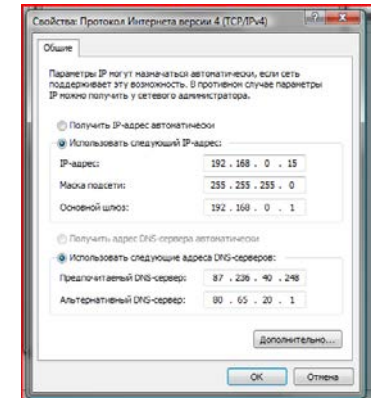 Свойства: Протокол Интернета версии 4 (TCP/IPv4)
Общие
Параметры IP могут назначаться автоматически, если сеть
поддерживает эту возможность. В противном случае параметры
IP можно получить у сетевого администратора.
Получить IP-адрес автоматически
Использовать следующий IP-адрес:
IP-адрес: 192 . 168 . 0 . 15
Маска подсети: 255 . 255 . 255 . 0
Основной шлюз: 192 . 168 . 0 . 1
Получить адрес DNS-сервера автоматически
Использовать следующие адреса DNS-серверов:
Предпочитаемый DNS-сервер: 87 . 236 . 40 . 248
Альтернативный DNS-сервер: 80 . 65 . 20 . 1
Дополнительно...
ОК Отмена